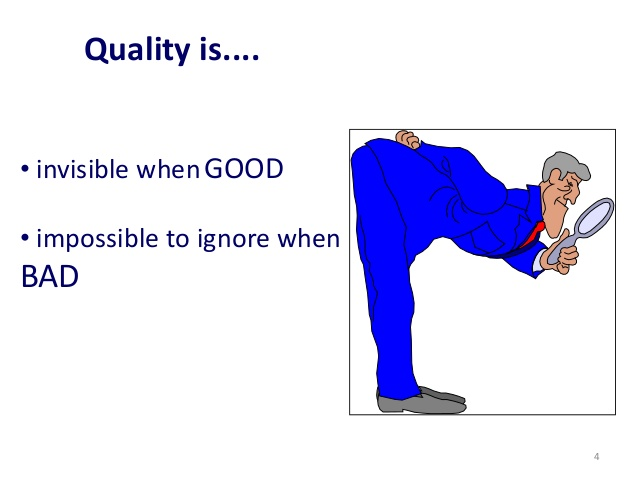 Quality is....
• invisible when GOOD
• impossible to ignore when
BAD
4